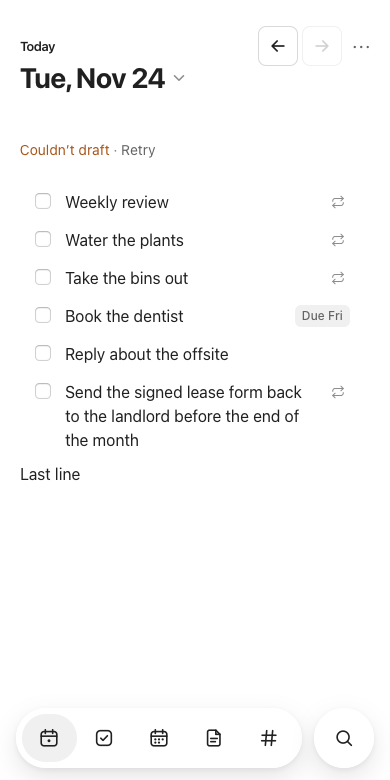 Today
Tue, Nov 24
Couldn't draft · Retry
Weekly review
Water the plants
Take the bins out
Book the dentist
Due Fri
Reply about the offsite
Send the signed lease form back
to the landlord before the end of
the month
Last line